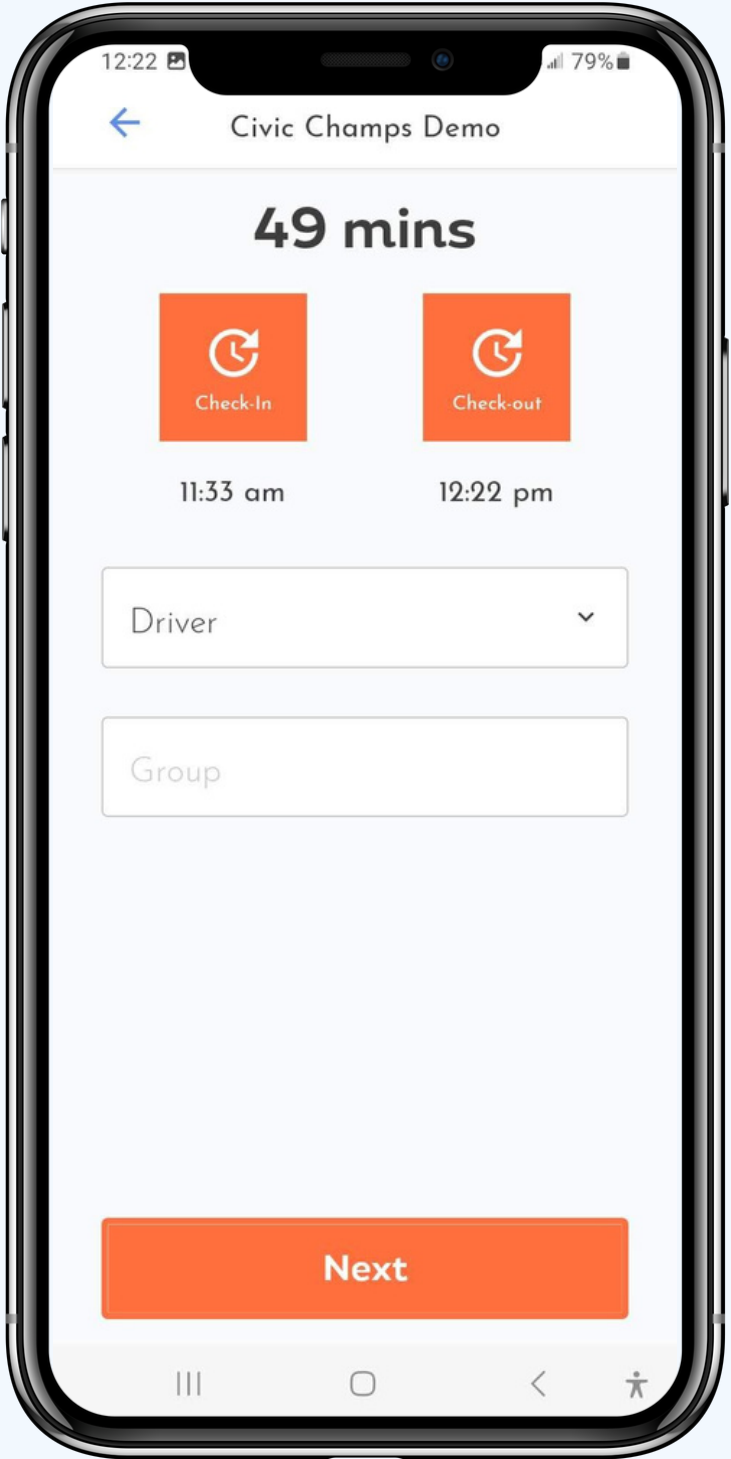 12:22 79%
Civic Champs Demo
49 mins
Check-In Check-out
11:33 am 12:22 pm
Driver
Group
Next